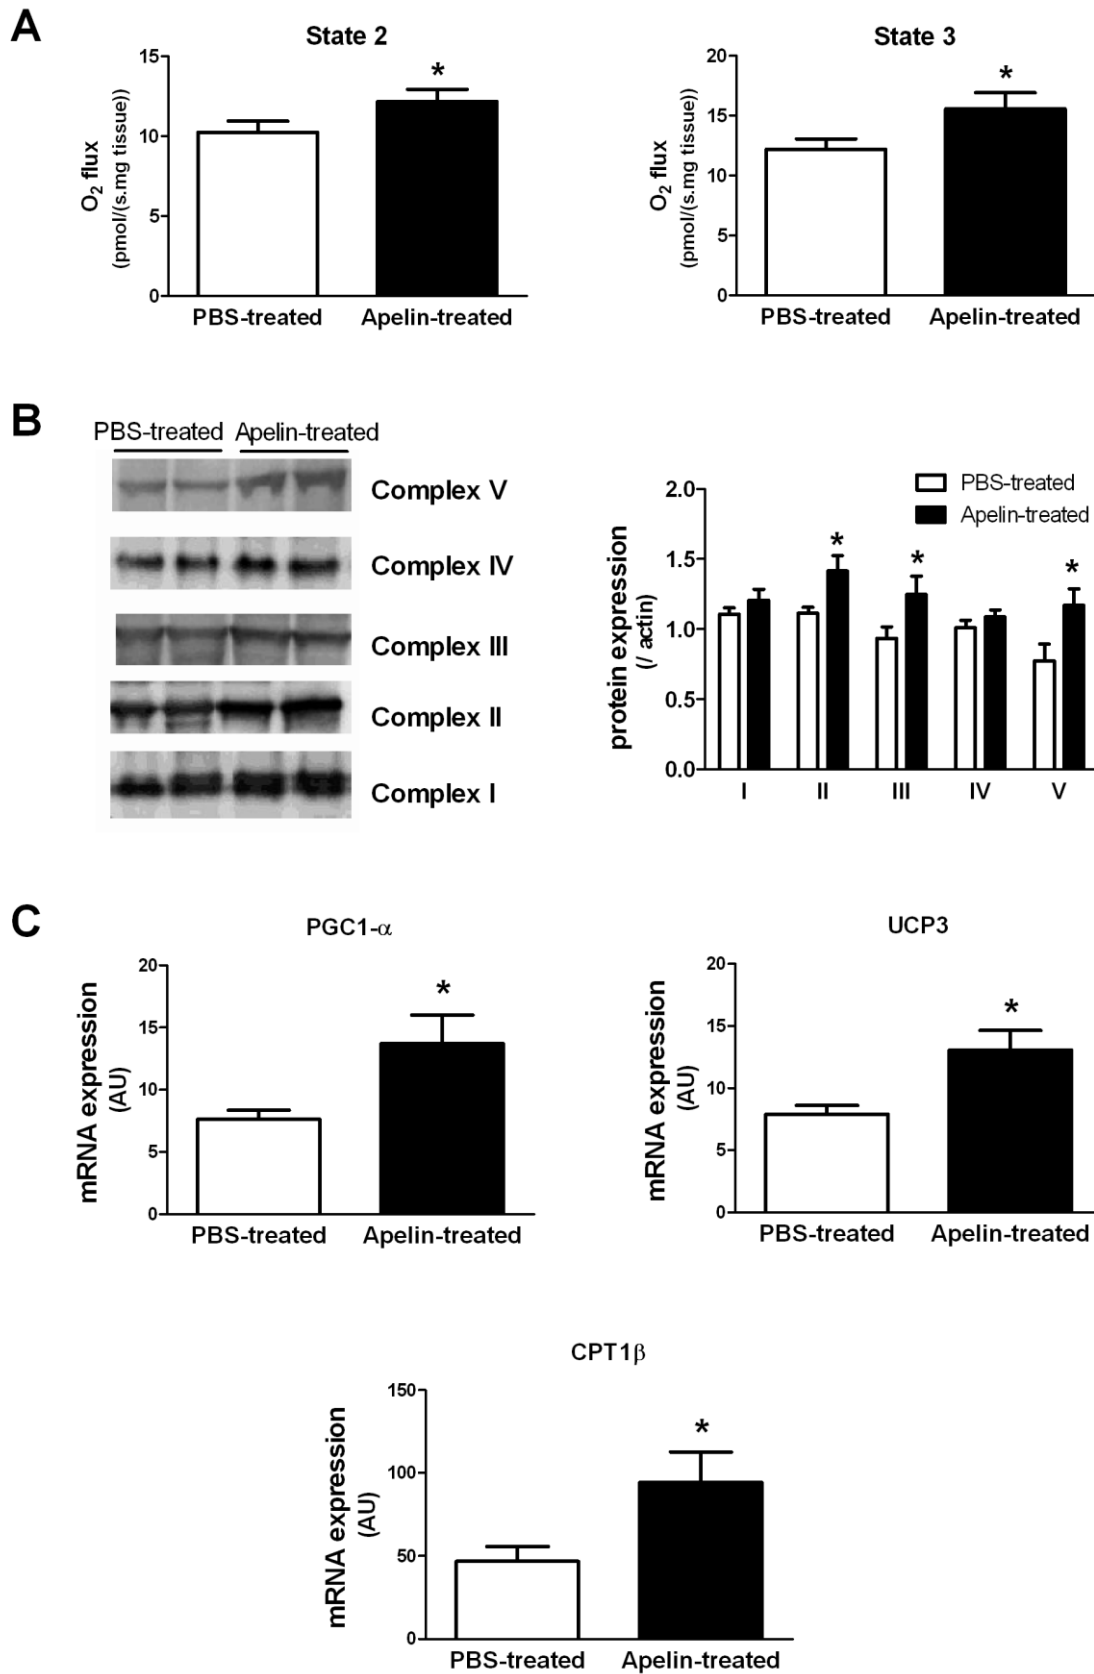 A
State 2
State 3
O2 flux
(pmol/(s.mg tissue))
15
10
5
0
*
PBS-treated
Apelin-treated
O2 flux
(pmol/(s.mg tissue))
20
15
10
5
0
*
PBS-treated
Apelin-treated
B
PBS-treated
Apelin-treated
Complex V
Complex IV
Complex III
Complex II
Complex I
protein expression
(/ actin)
2.0
1.5
1.0
0.5
0.0
PBS-treated
Apelin-treated
* * *
I II III IV V
C
PGC1-α
mRNA expression
(AU)
20
15
10
5
0
*
PBS-treated
Apelin-treated
UCP3
mRNA expression
(AU)
20
15
10
5
0
*
PBS-treated
Apelin-treated
CPT1β
mRNA expression
(AU)
150
100
50
0
*
PBS-treated
Apelin-treated